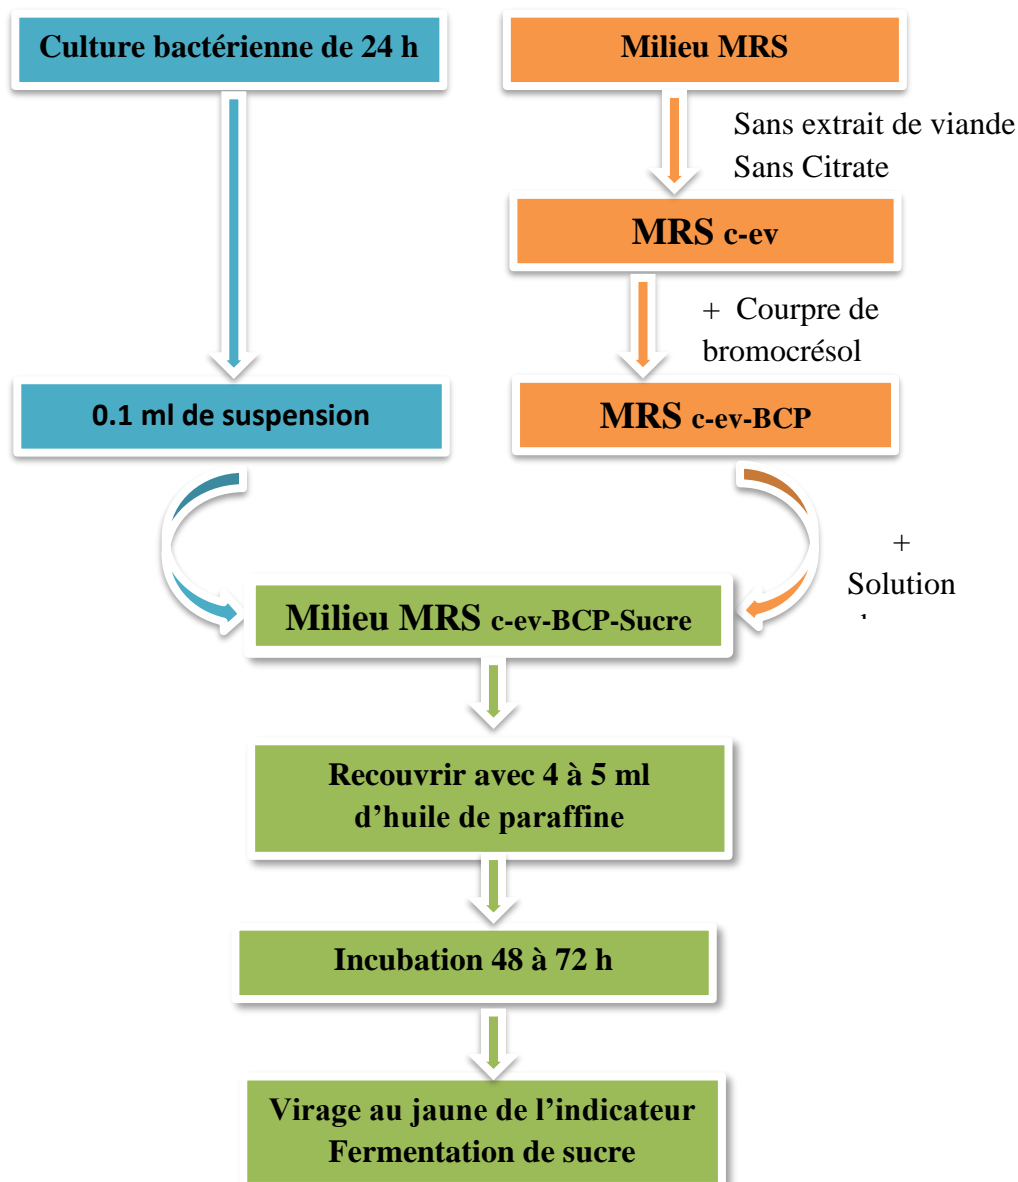 Culture bactérienne de 24 h
Milieu MRS
Sans extrait de viande
Sans Citrate
MRS c-ev
+ Courpre de
bromocrésol
0.1 ml de suspension
MRS c-ev-BCP
+
Solution
Milieu MRS c-ev-BCP-Sucre
Recouvrir avec 4 à 5 ml
d’huile de paraffine
Incubation 48 à 72 h
Virage au jaune de l’indicateur
Fermentation de sucre